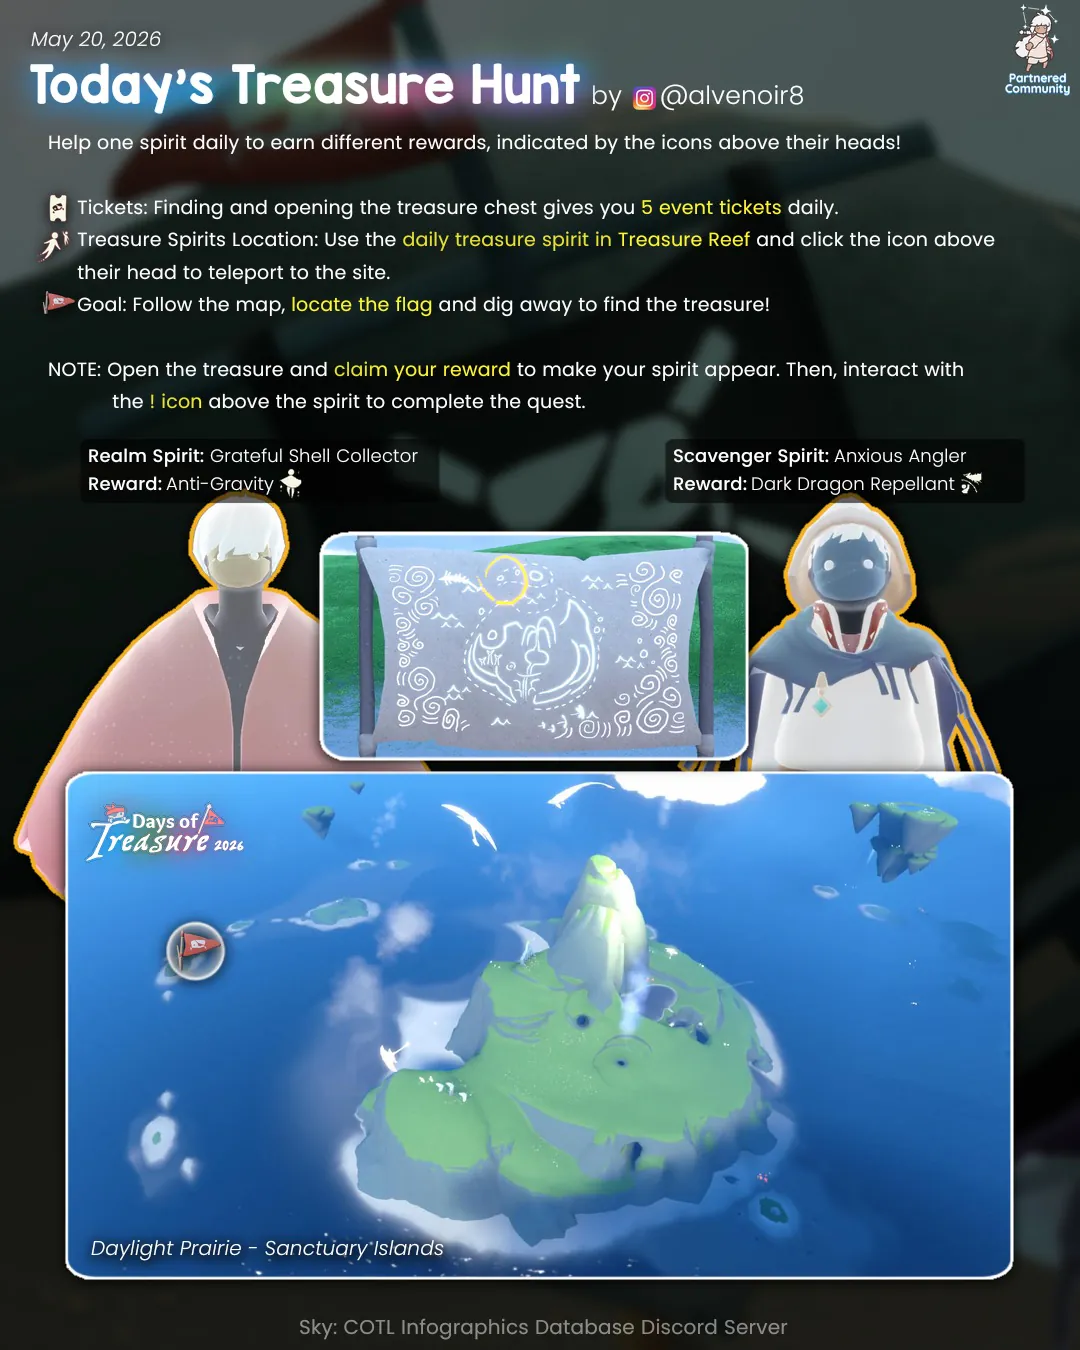 May 20, 2026
Today's Treasure Hunt by @alvenoir8
Partnered
Community
Help one spirit daily to earn different rewards, indicated by the icons above their heads!
Tickets: Finding and opening the treasure chest gives you 5 event tickets daily.
Treasure Spirits Location: Use the daily treasure spirit in Treasure Reef and click the icon above
their head to teleport to the site.
Goal: Follow the map, locate the flag and dig away to find the treasure!
NOTE: Open the treasure and claim your reward to make your spirit appear. Then, interact with
the ! icon above the spirit to complete the quest.
Realm Spirit: Grateful Shell Collector
Reward: Anti-Gravity
Scavenger Spirit: Anxious Angler
Reward: Dark Dragon Repellant
Days of
Treasure 2026
Daylight Prairie - Sanctuary Islands
Sky: COTL Infographics Database Discord Server